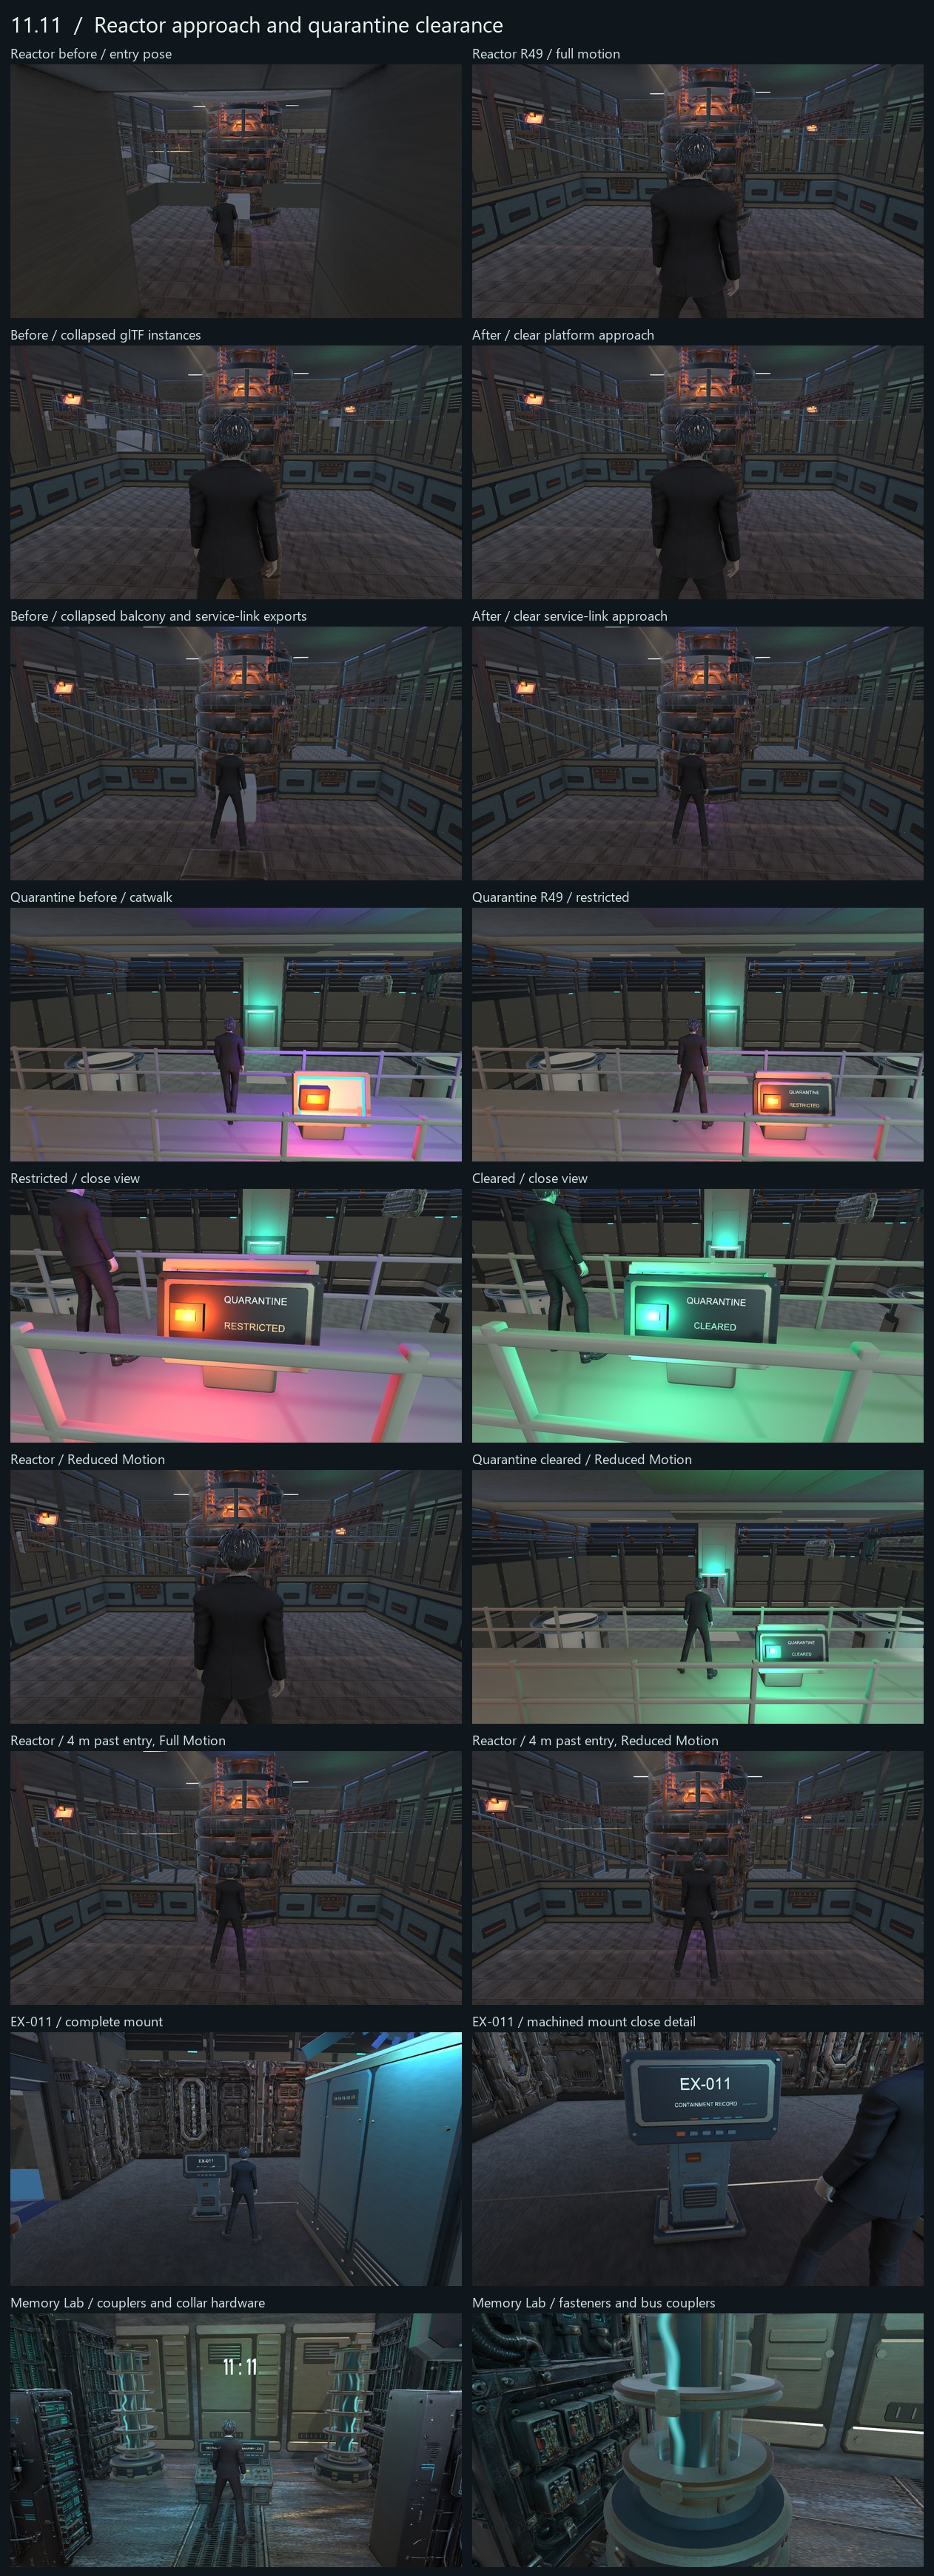 11.11 / Reactor approach and quarantine clearance
Reactor before / entry pose
Reactor R49 / full motion
Before / collapsed glTF instances
After / clear platform approach
Before / collapsed balcony and service-link exports
After / clear service-link approach
Quarantine before / catwalk
Quarantine R49 / restricted
QUARANTINE
RESTRICTED
Restricted / close view
Cleared / close view
QUARANTINE
RESTRICTED
QUARANTINE
CLEARED
Reactor / Reduced Motion
Quarantine cleared / Reduced Motion
QUARANTINE
CLEARED
Reactor / 4 m past entry, Full Motion
Reactor / 4 m past entry, Reduced Motion
EX-011 / complete mount
EX-011 / machined mount close detail
EX-011
EX-011
CONTAINMENT RECORD
Memory Lab / couplers and collar hardware
Memory Lab / fasteners and bus couplers
11:11